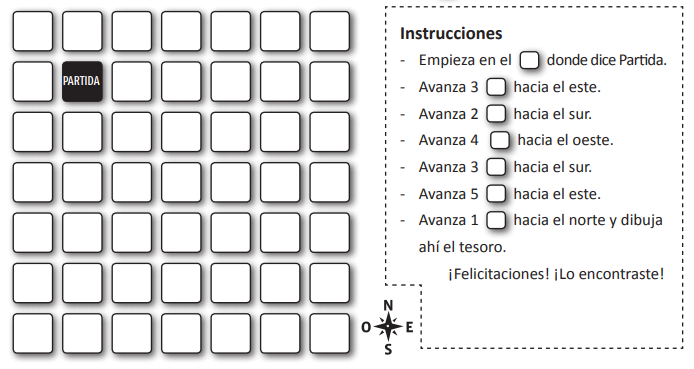 PARTIDA
Instrucciones
- Empieza en el donde dice Partida.
- Avanza 3 hacia el este.
- Avanza 2 hacia el sur.
- Avanza 4 hacia el oeste.
- Avanza 3 hacia el sur.
- Avanza 5 hacia el este.
- Avanza 1 hacia el norte y dibuja
ahí el tesoro.
¡Felicitaciones! ¡Lo encontraste!
N
O E
S